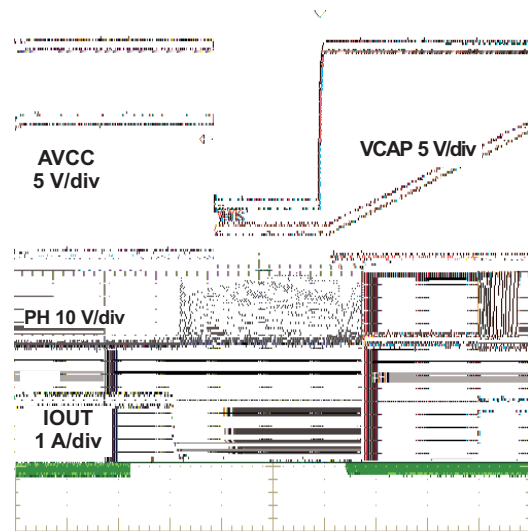 AVCC
5 V/div
VCAP 5 V/div
PH 10 V/div
IOUT
1 A/div